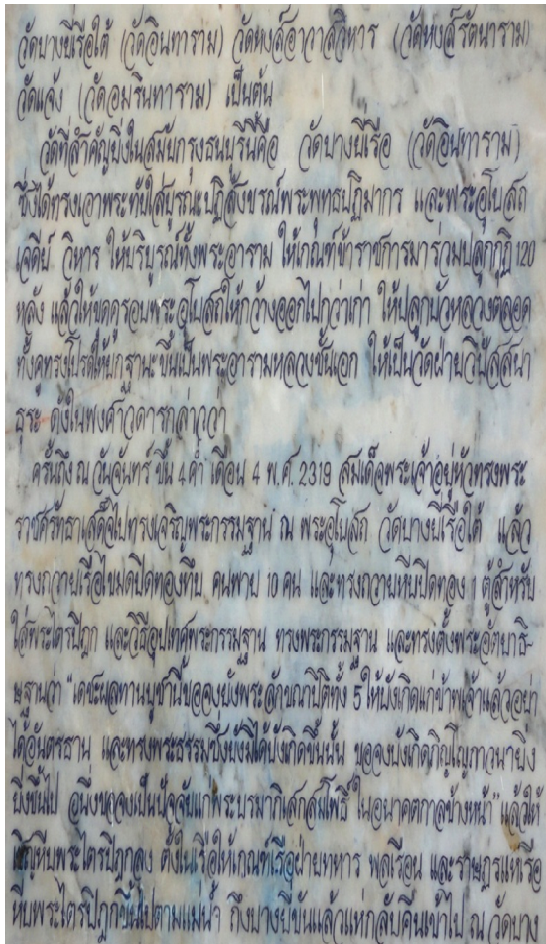 วัดบางยี่เรือใต้ (วัดอินทาราม) วัดหงส์อาวาสวิหาร (วัดหงส์รัตนาราม)
วัดแจ้ง (วัดอมรินทาราม) เป็นต้น
วัดที่สำคัญยิ่งในสมัยกรุงธนบุรีนี้คือ วัดบางยี่เรือ (วัดอินทาราม)
ซึ่งได้ทรงเอาพระทัยใส่บูรณะปฏิสังขรณ์พระพุทธปฏิมากร และพระอุโบสถ
เจดีย์ วิหาร ให้บริบูรณ์ทั้งพระอาราม ให้เกณฑ์ข้าราชการมาร่วมปลูกกุฏิ 120
หลัง แล้วให้ขุดคูรอบพระอุโบสถให้กว้างออกไปกว่าเก่า ให้ปลูกบัวหลวงตลอด
ทั้งคูทรงโปรดให้ยกฐานะขึ้นเป็นพระอารามหลวงชั้นเอก ให้เป็นวัดฝ่ายวิปัสสนา
ธุระ ดังในพงศาวดารกล่าวว่า
ครั้นถึง ณ วันจันทร์ ขึ้น 4 ค่ำ เดือน 4 พ.ศ. 2319 สมเด็จพระเจ้าอยู่หัวทรงพระ
ราชศรัทธาเสด็จไปทรงเจริญพระกรรมฐาน ณ พระอุโบสถ วัดบางยี่เรือใต้ แล้ว
ทรงถวายเรือโขมดปิดทองทึบ คนพาย 10 คน และทรงถวายหีบปิดทอง 1 ตู้สำหรับ
ใส่พระไตรปิฎก และวิธีอุปเทศพระกรรมฐาน ทรงพระกรรมฐาน และทรงตั้งพระอัตยาธิ-
ษฐานว่า "เดชะผลทานบูชานี้ขอจงยังพระลักขณาปิติทั้ง 5 ให้บังเกิดแก่ข้าพเจ้าแล้วอย่า
ได้อันตรธาน และทรงพระธรรมซึ่งยังมิได้บังเกิดขึ้นนั้น ขอจงบังเกิดภิญโญภาวนายิ่ง
ยิ่งขึ้นไป อนึ่งขอจงเป็นปัจจัยแก่พระบรมาภิเสกสมโพธิ ในอนาคตกาลข้างหน้า" แล้วให้
เชิญหีบพระไตรปิฎกลง ตั้งในเรือให้เกณฑ์เรือฝ่ายทหาร พลเรือน และราษฎรแห่เรือ
หีบพระไตรปิฎกขึ้นไปตามแม่น้ำ ถึงบางยี่ขันแล้วแห่กลับคืนเข้าไป ณ วัดบาง